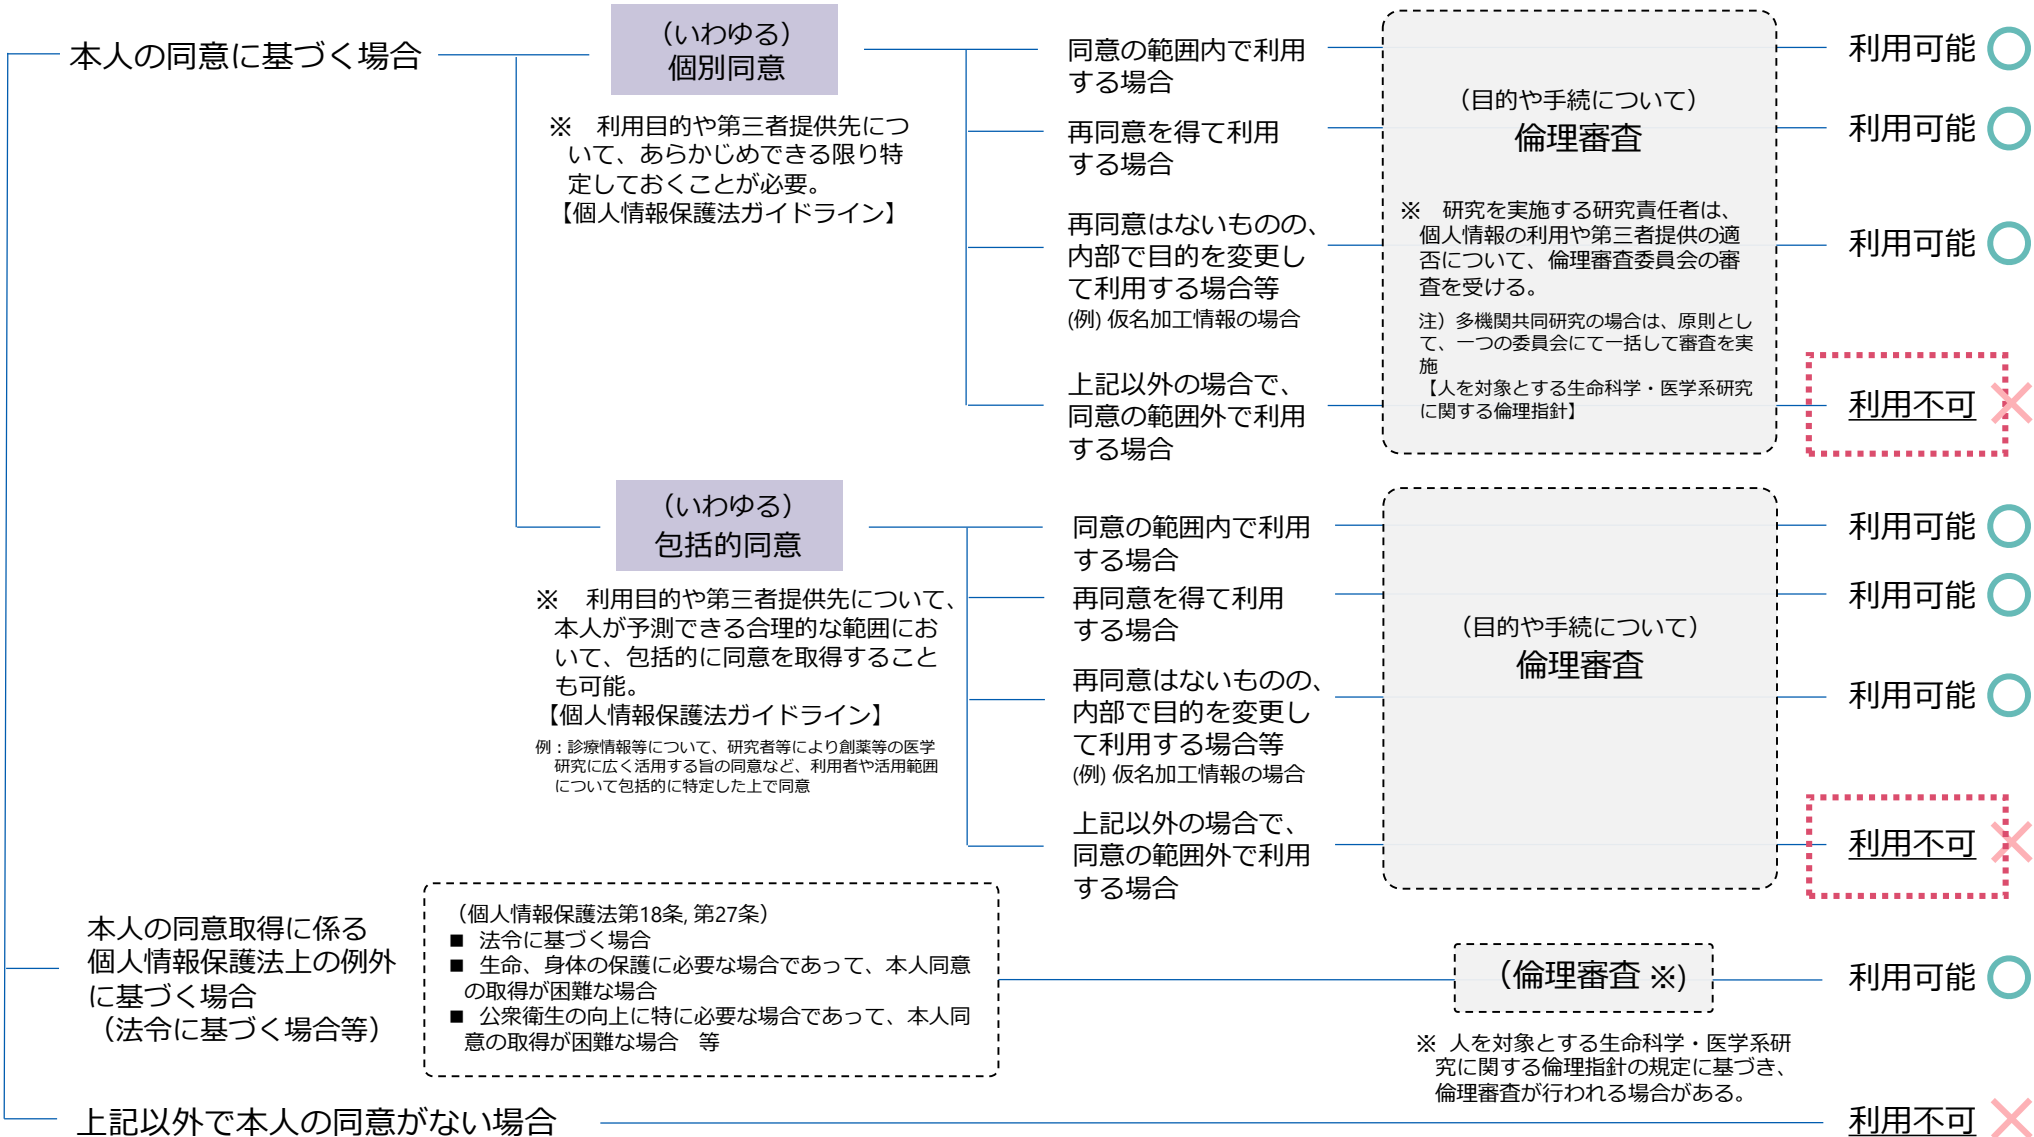 本人の同意に基づく場合
（いわゆる）
個別同意
※　利用目的や第三者提供先につ
いて、あらかじめできる限り特
定しておくことが必要。
【個人情報保護法ガイドライン】
同意の範囲内で利用
する場合
再同意を得て利用
する場合
再同意はないものの、
内部で目的を変更し
て利用する場合等
(例) 仮名加工情報の場合
上記以外の場合で、
同意の範囲外で利用
する場合
（目的や手続について）
倫理審査
※　研究を実施する研究責任者は、
個人情報の利用や第三者提供の適
否について、倫理審査委員会の審
査を受ける。
注）多機関共同研究の場合は、原則とし
て、一つの委員会にて一括して審査を実
施
【人を対象とする生命科学・医学系研究
に関する倫理指針】
利用可能
利用可能
利用可能
利用不可
（いわゆる）
包括的同意
※　利用目的や第三者提供先について、
本人が予測できる合理的な範囲にお
いて、包括的に同意を取得すること
も可能。
【個人情報保護法ガイドライン】
例：診療情報等について、研究者等により創薬等の医学
研究に広く活用する旨の同意など、利用者や活用範囲
について包括的に特定した上で同意
同意の範囲内で利用
する場合
再同意を得て利用
する場合
再同意はないものの、
内部で目的を変更し
て利用する場合等
(例) 仮名加工情報の場合
上記以外の場合で、
同意の範囲外で利用
する場合
（目的や手続について）
倫理審査
利用可能
利用可能
利用可能
利用不可
本人の同意取得に係る
個人情報保護法上の例外
に基づく場合
（法令に基づく場合等）
（個人情報保護法第18条, 第27条）
■ 法令に基づく場合
■ 生命、身体の保護に必要な場合であって、本人同意
の取得が困難な場合
■ 公衆衛生の向上に特に必要な場合であって、本人同
意の取得が困難な場合　等
（倫理審査 ※)
利用可能
※ 人を対象とする生命科学・医学系研
究に関する倫理指針の規定に基づき、
倫理審査が行われる場合がある。
上記以外で本人の同意がない場合
利用不可